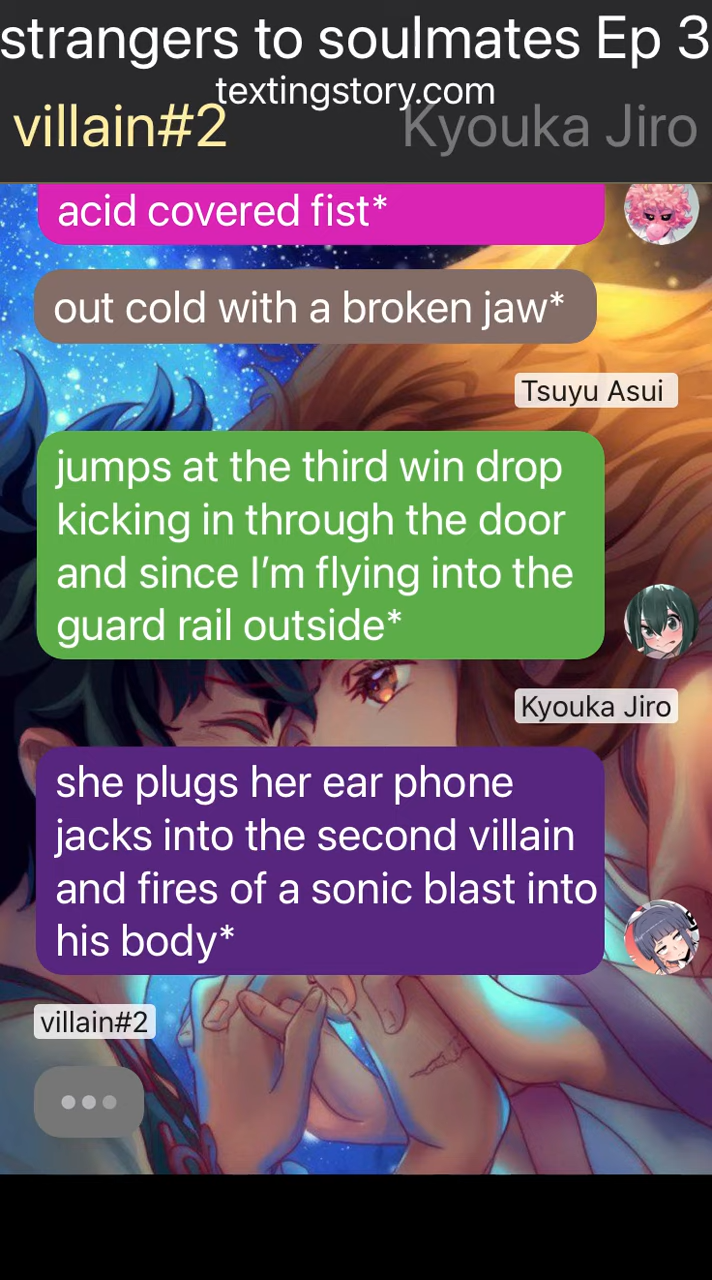 strangers to soulmates Ep 3
textingstory.com
villain#2 Kyouka Jiro
acid covered fist*
out cold with a broken jaw*
Tsuyu Asui
jumps at the third win drop
kicking in through the door
and since I’m flying into the
guard rail outside*
Kyouka Jiro
she plugs her ear phone
jacks into the second villain
and fires of a sonic blast into
his body*
villain#2